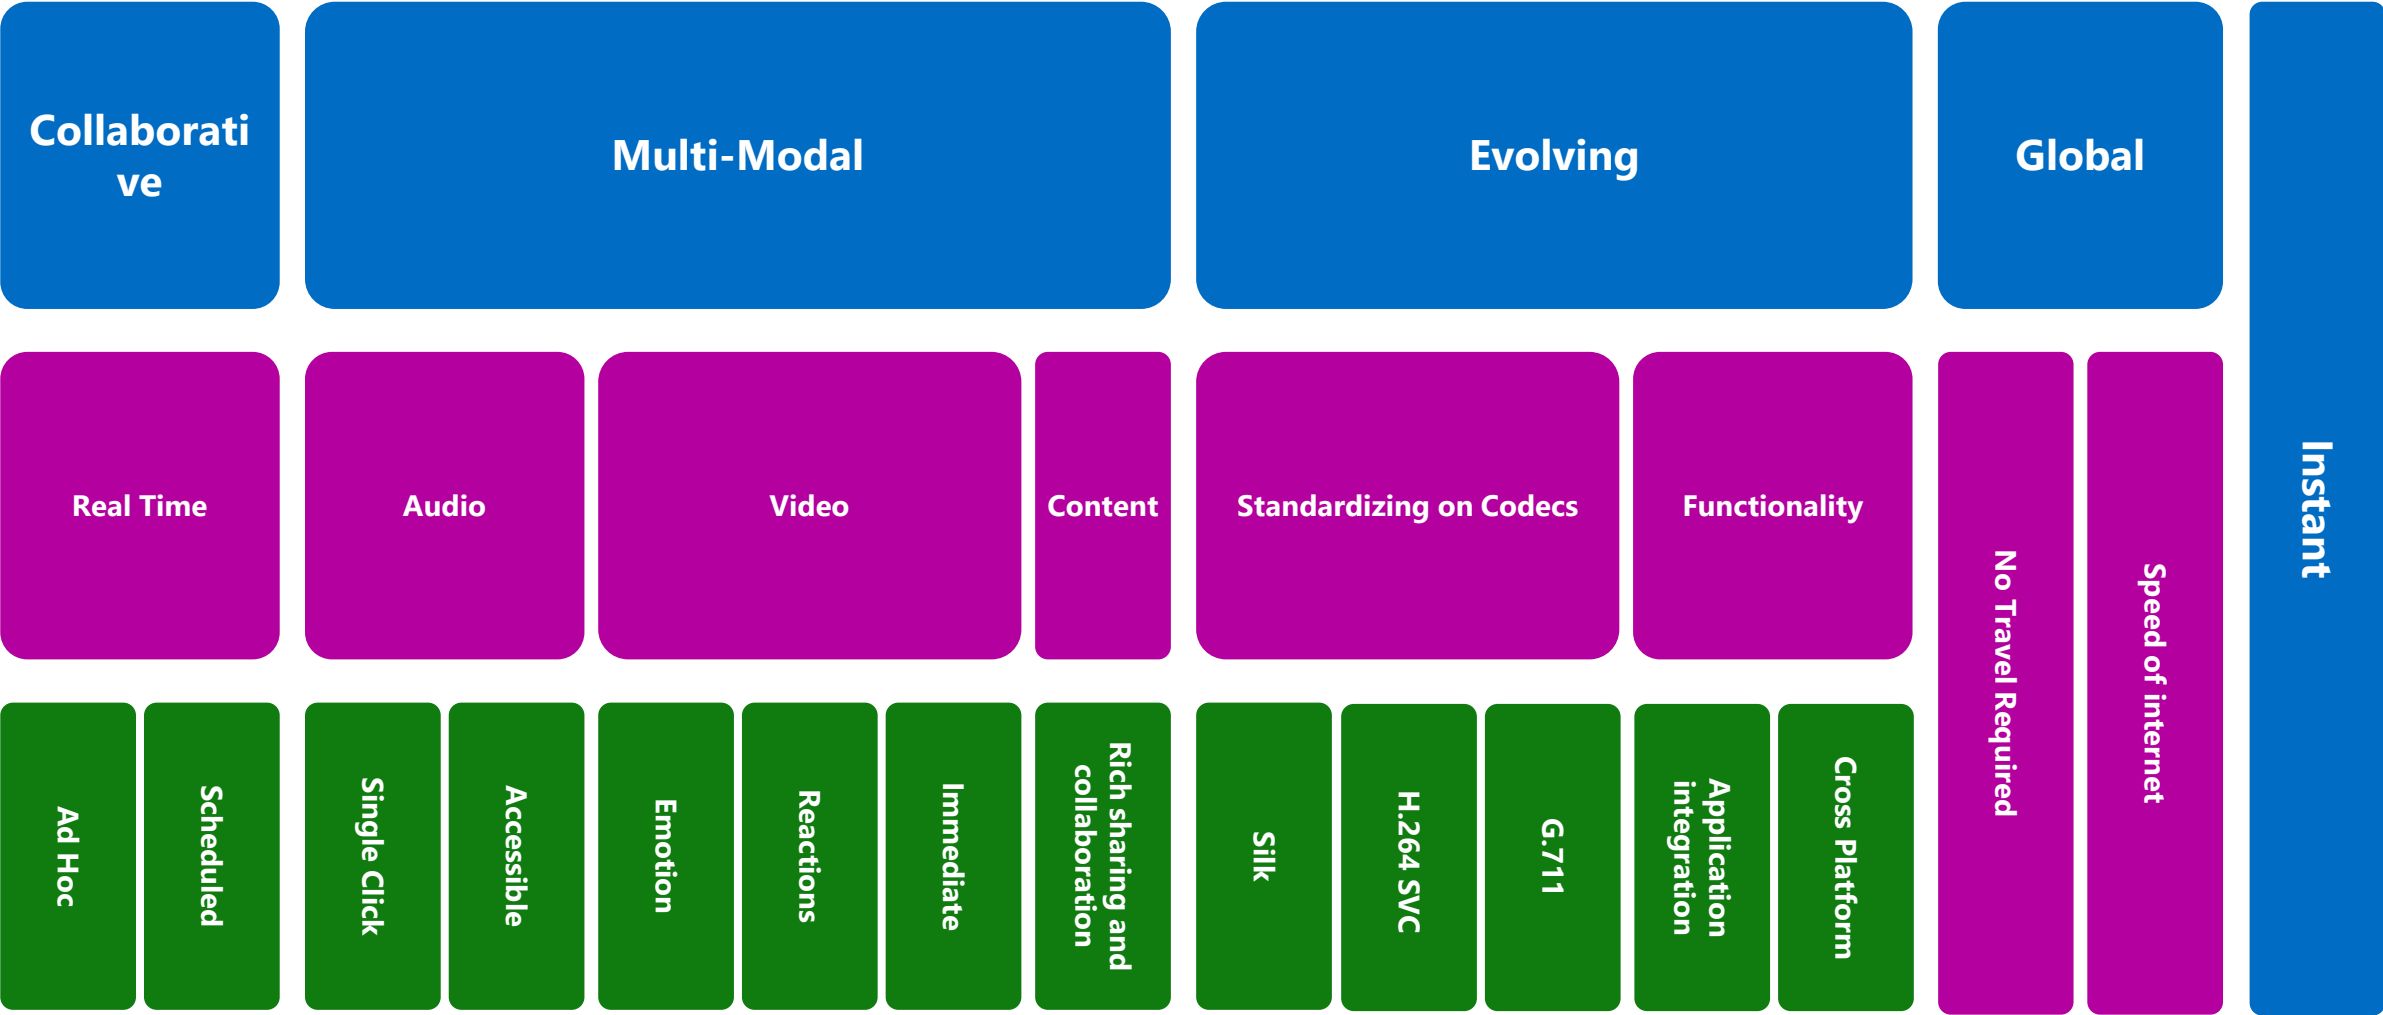 Collaborati
ve
Multi-Modal
Evolving
Global
Instant
Real Time
Audio
Video
Content
Standardizing on Codecs
Functionality
No Travel Required
Speed of internet
Ad Hoc
Scheduled
Single Click
Accessible
Emotion
Reactions
Immediate
Rich sharing and
collaboration
Silk
H.264 SVC
G.711
Application
integration
Cross Platform